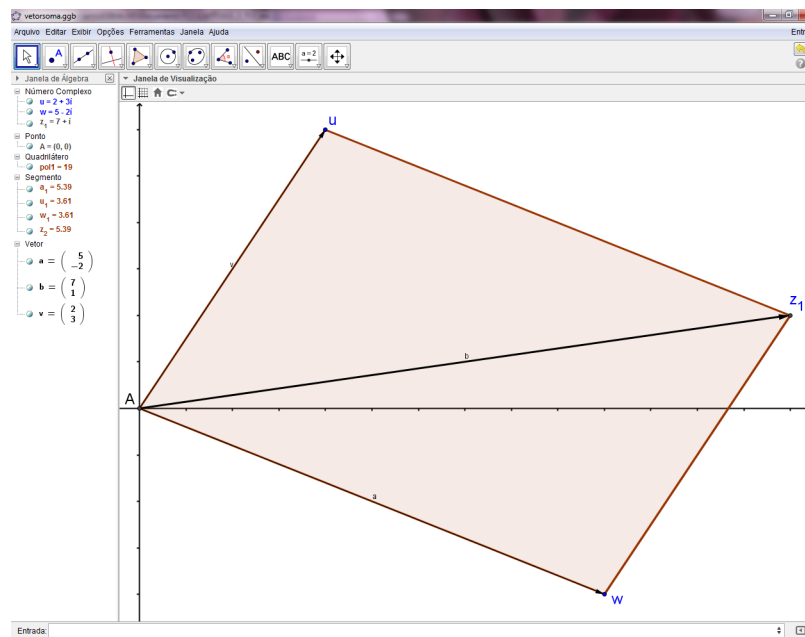 vetorsoma.ggb
Arquivo Editar Exibir Opções Ferramentas Janela Ajuda
Entr
A
ABC
a = 2
Janela de Álgebra
Janela de Visualização
Número Complexo
u = 2 + 3i
w = 5 - 2i
z1 = 7 + i
Ponto
A = (0, 0)
Quadrilátero
pol1 = 19
Segmento
a1 = 5.39
u1 = 3.61
w1 = 3.61
z2 = 5.39
Vetor
a = ( 5 -2 )
b = ( 7 1 )
v = ( 2 3 )
u
v
z1
b
A
a
w
Entrada: